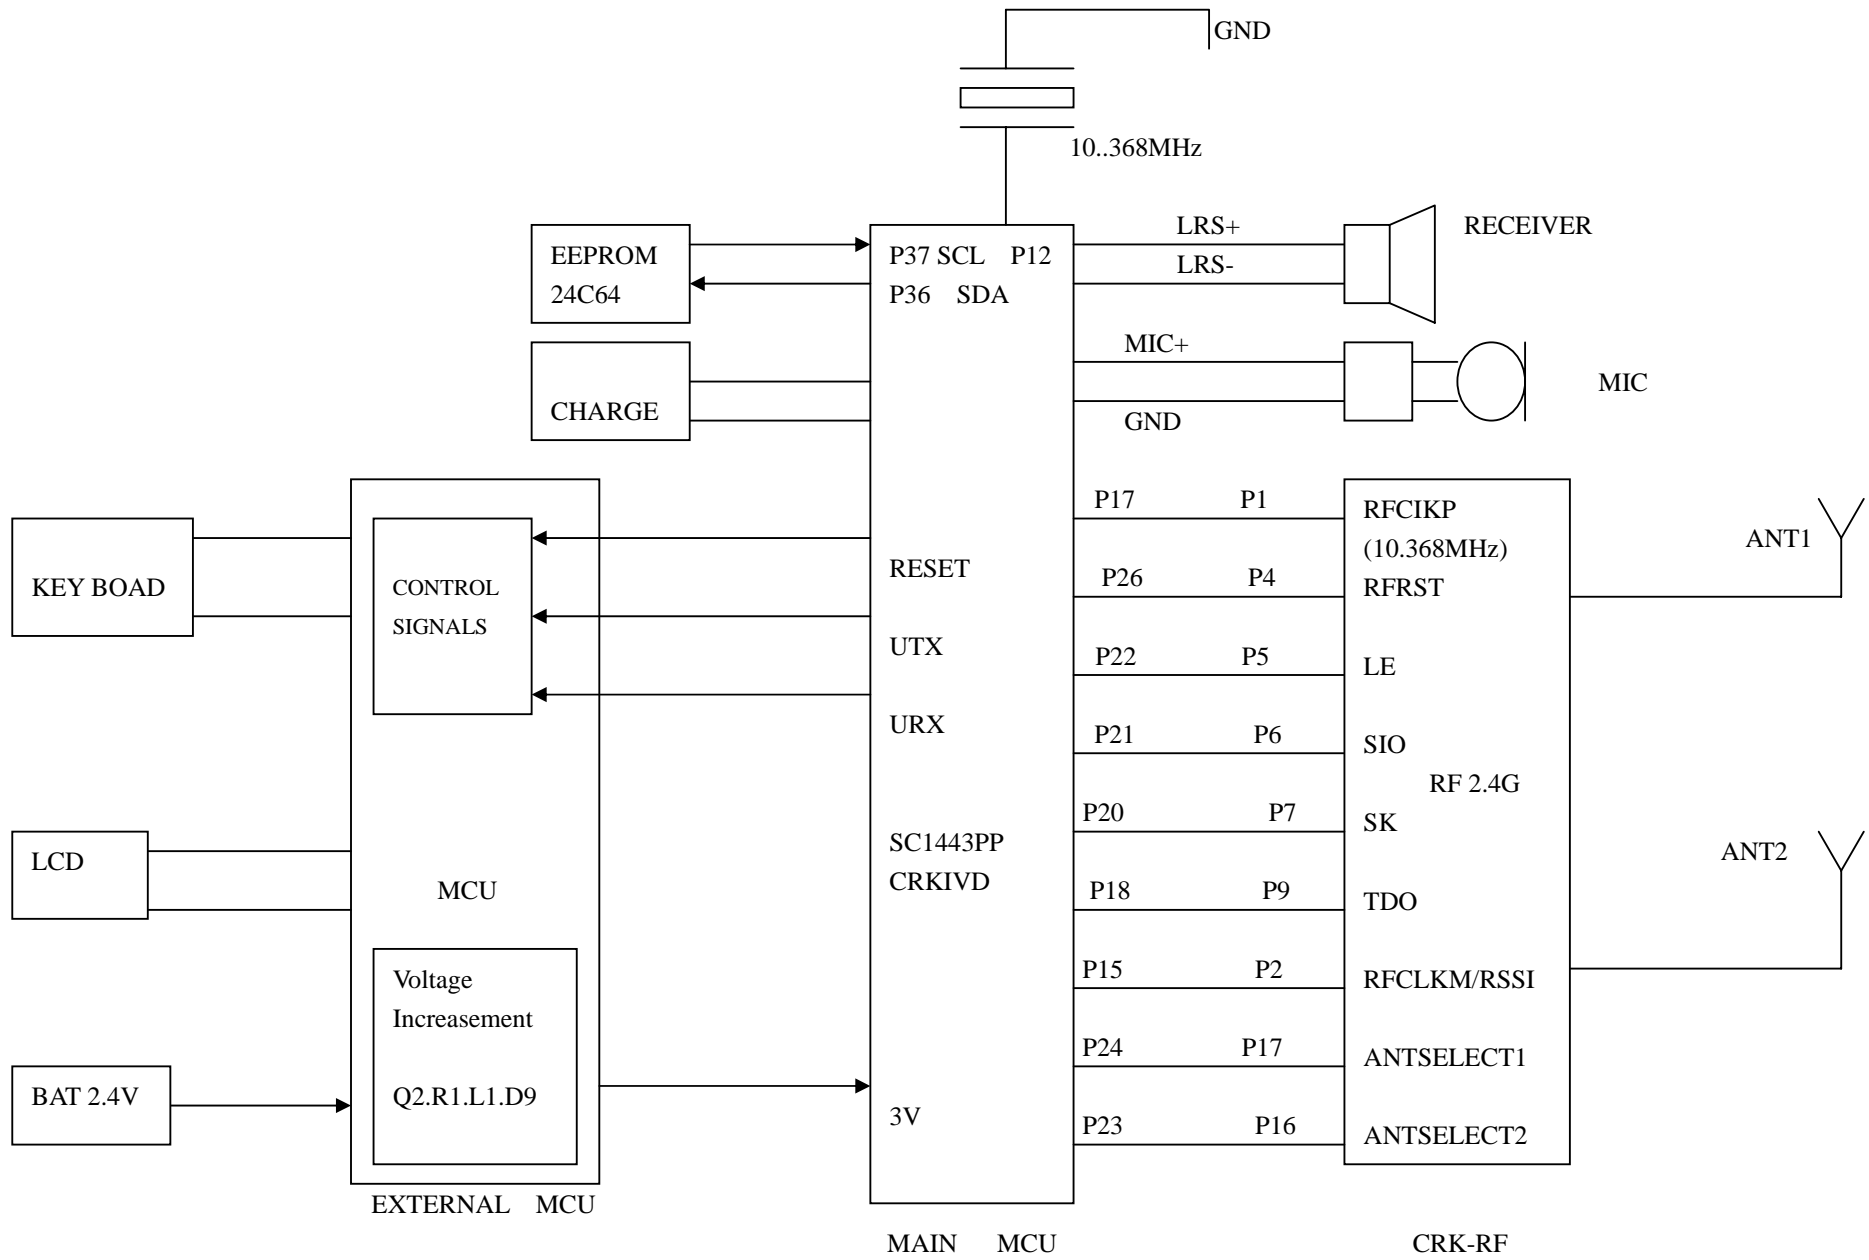 GND
10..368MHz
EEPROM
24C64
P37 SCL P12
P36 SDA
LRS+
LRS-
RECEIVER
CHARGE
MIC+
GND
MIC
KEY BOAD
CONTROL
SIGNALS
RESET
UTX
URX
P17 P1
RFCIKP
(10.368MHz)
P26 P4
RFRST
ANT1
P22 P5
LE
P21 P6
SIO
RF 2.4G
P20 P7
SK
ANT2
LCD
MCU
SC1443PP
CRKIVD
P18 P9
TDO
Voltage
Increasement
Q2.R1.L1.D9
P15 P2
RFCLKM/RSSI
P24 P17
ANTSELECT1
BAT 2.4V
3V
P23 P16
ANTSELECT2
EXTERNAL MCU
MAIN MCU
CRK-RF